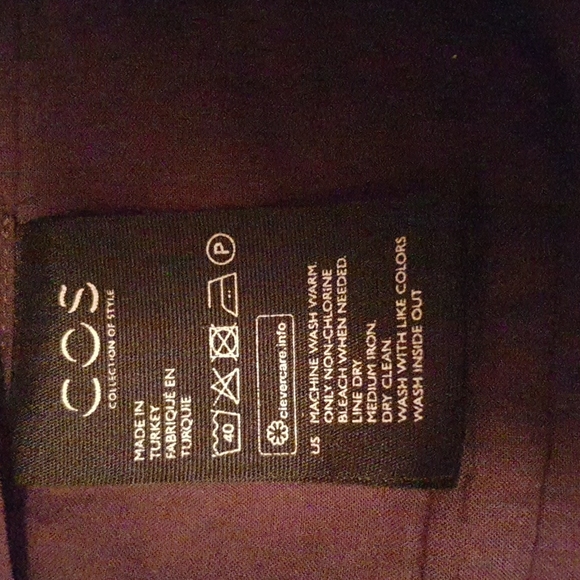 COS
COLLECTION OF STYLE
MADE IN
TURKEY
FABRIQUÉ EN
TURQUIE
40
P
clevercare.info
US MACHINE WASH WARM.
ONLY NON-CHLORINE
BLEACH WHEN NEEDED.
LINE DRY.
MEDIUM IRON.
DRY CLEAN.
WASH WITH LIKE COLORS
WASH INSIDE OUT